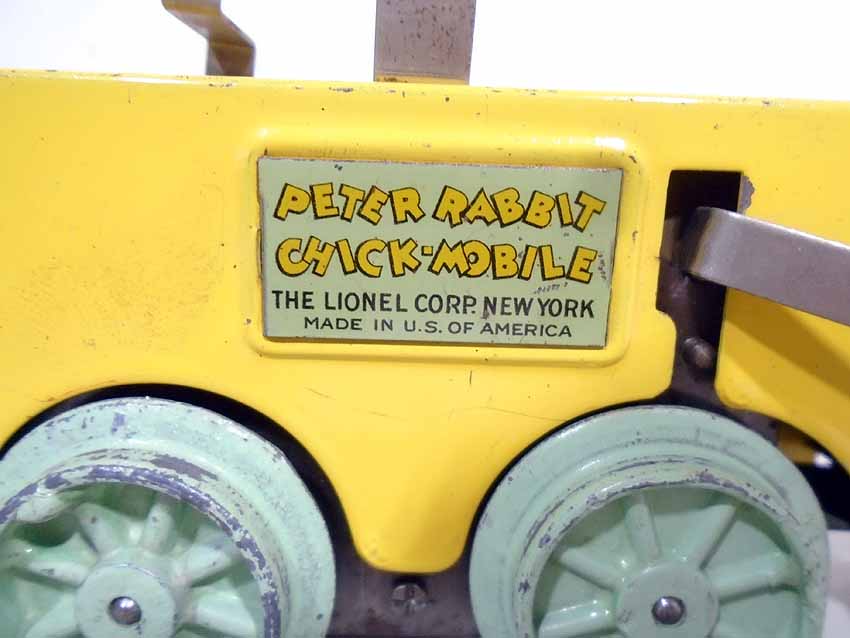 PETER RABBIT
CHICK-MOBILE
THE LIONEL CORP. NEW YORK
MADE IN U.S. OF AMERICA